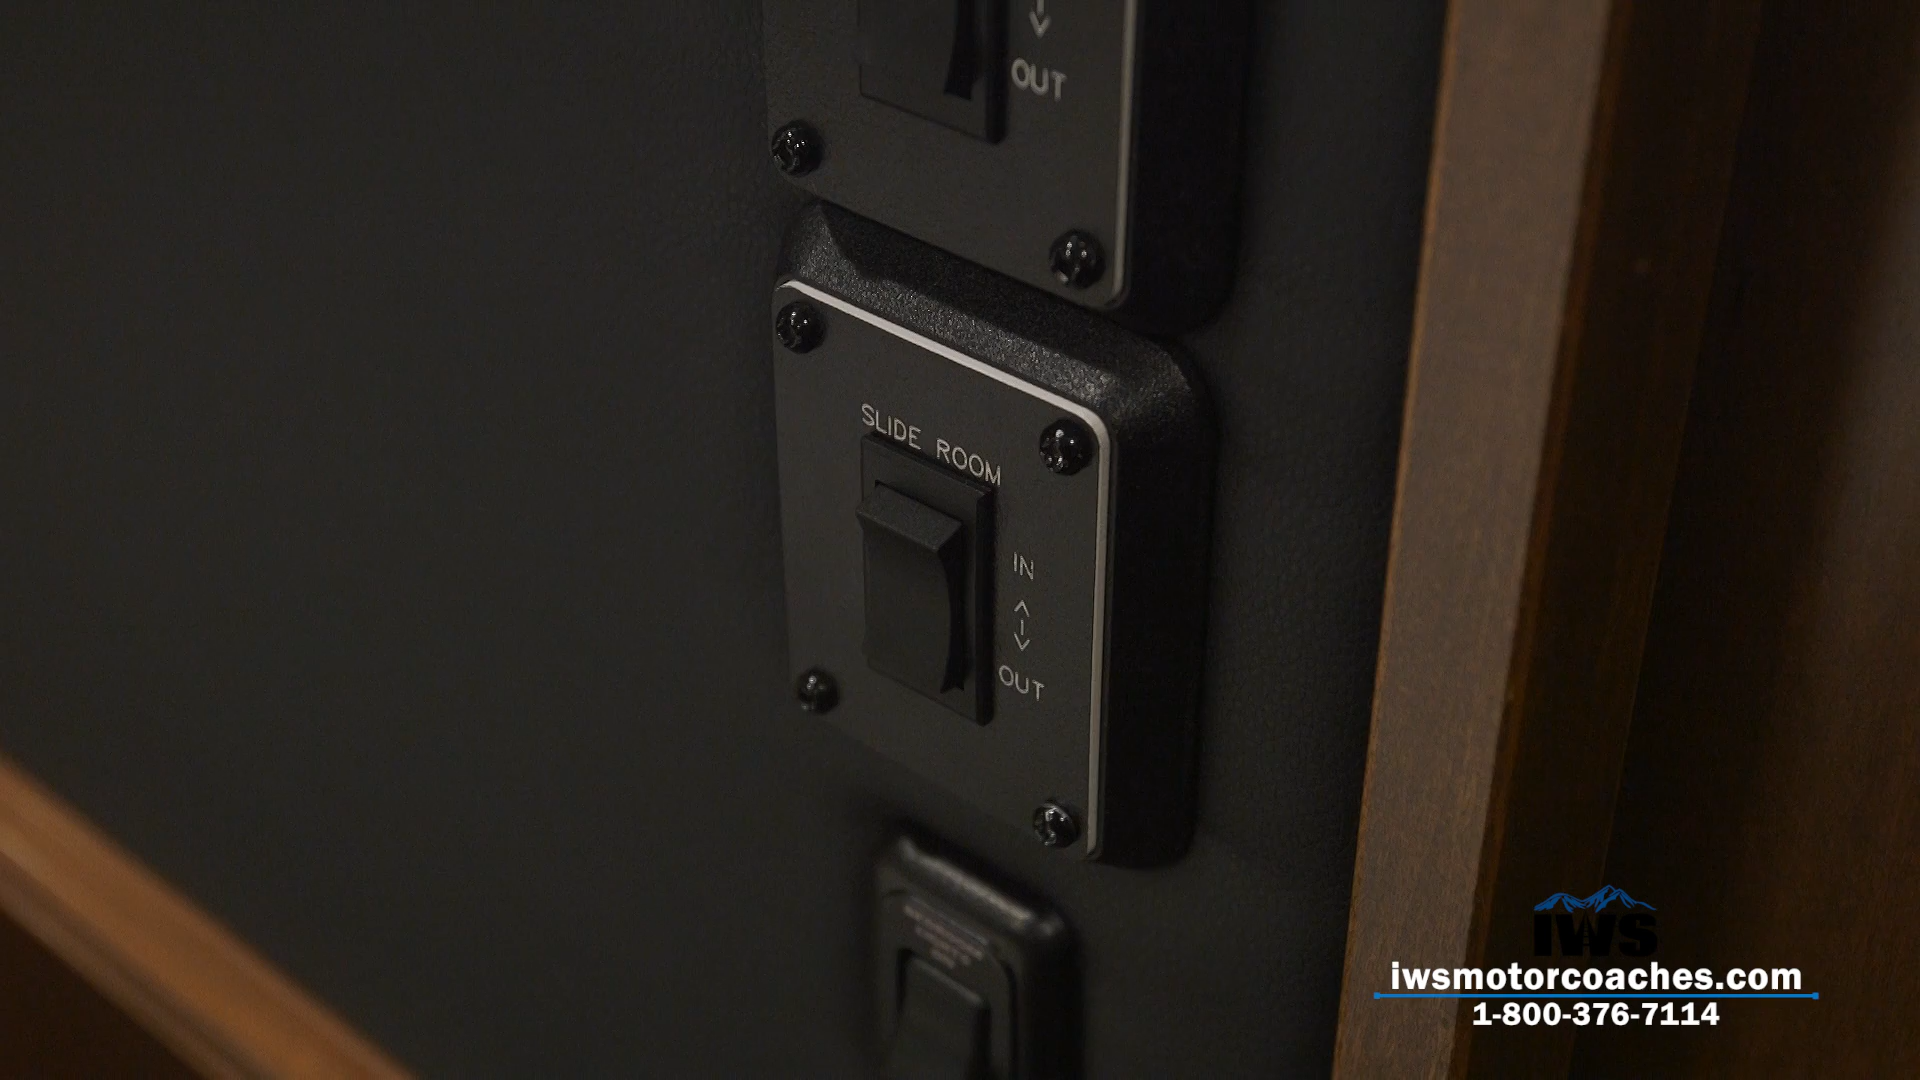 OUT
SLIDE ROOM
IN
OUT
IWS
iwsmotorcoaches.com
1-800-376-7114